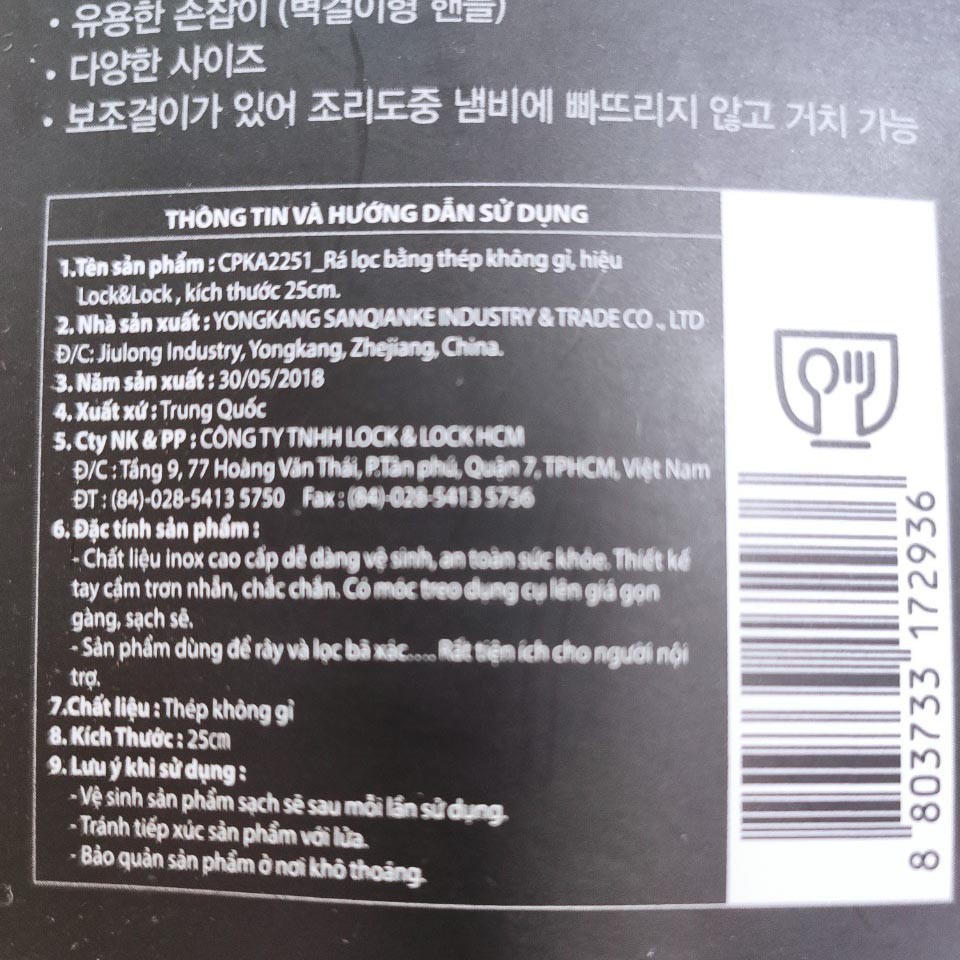 · 유용한 손잡이 (벽걸이형 핸들)
· 다양한 사이즈
· 보조걸이가 있어 조리도중 냄비에 빠뜨리지 않고 거치 가능
THÔNG TIN VÀ HƯỚNG DẪN SỬ DỤNG
1.Tên sản phẩm : CPKA2251_Rá lọc bằng thép không gỉ, hiệu
Lock&Lock , kích thước 25cm.
2. Nhà sản xuất : YONGKANG SANQIANKE INDUSTRY & TRADE CO ., LTD
Đ/C: Jiulong Industry, Yongkang, Zhejiang, China.
3. Năm sản xuất : 30/05/2018
4. Xuất xứ : Trung Quốc
5. Cty NK & PP : CÔNG TY TNHH LOCK & LOCK HCM
Đ/C : Tầng 9, 77 Hoàng Văn Thái, P.Tân phú, Quận 7, TPHCM, Việt Nam
ĐT : (84)-028-5413 5750 Fax : (84)-028-5413 5756
6. Đặc tính sản phẩm :
- Chất liệu inox cao cấp dễ dàng vệ sinh, an toàn sức khỏe. Thiết kế
tay cầm trơn nhẵn, chắc chắn. Có móc treo dụng cụ lên giá gọn
gàng, sạch sẽ.
- Sản phẩm dùng để rây và lọc bã xác..... Rất tiện ích cho người nội
trợ.
7.Chất liệu : Thép không gỉ
8. Kích Thước : 25cm
9. Lưu ý khi sử dụng :
- Vệ sinh sản phẩm sạch sẽ sau mỗi lần sử dụng.
- Tránh tiếp xúc sản phẩm với lửa.
- Bảo quản sản phẩm ở nơi khô thoáng.
8 803733 172936